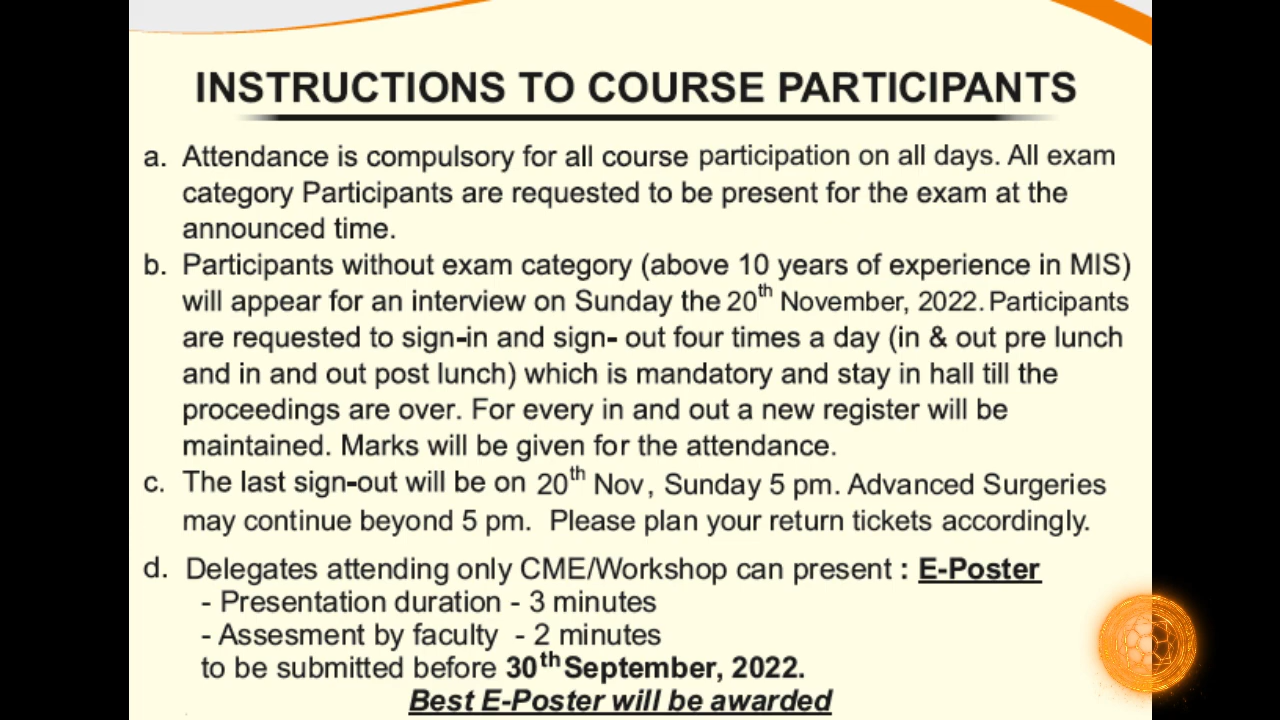 INSTRUCTIONS TO COURSE PARTICIPANTS
a. Attendance is compulsory for all course participation on all days. All exam
category Participants are requested to be present for the exam at the
announced time.
b. Participants without exam category (above 10 years of experience in MIS)
will appear for an interview on Sunday the 20th November, 2022. Participants
are requested to sign-in and sign- out four times a day (in & out pre lunch
and in and out post lunch) which is mandatory and stay in hall till the
proceedings are over. For every in and out a new register will be
maintained. Marks will be given for the attendance.
c. The last sign-out will be on 20th Nov, Sunday 5 pm. Advanced Surgeries
may continue beyond 5 pm. Please plan your return tickets accordingly.
d. Delegates attending only CME/Workshop can present : E-Poster
- Presentation duration - 3 minutes
- Assesment by faculty - 2 minutes
to be submitted before 30th September, 2022.
Best E-Poster will be awarded